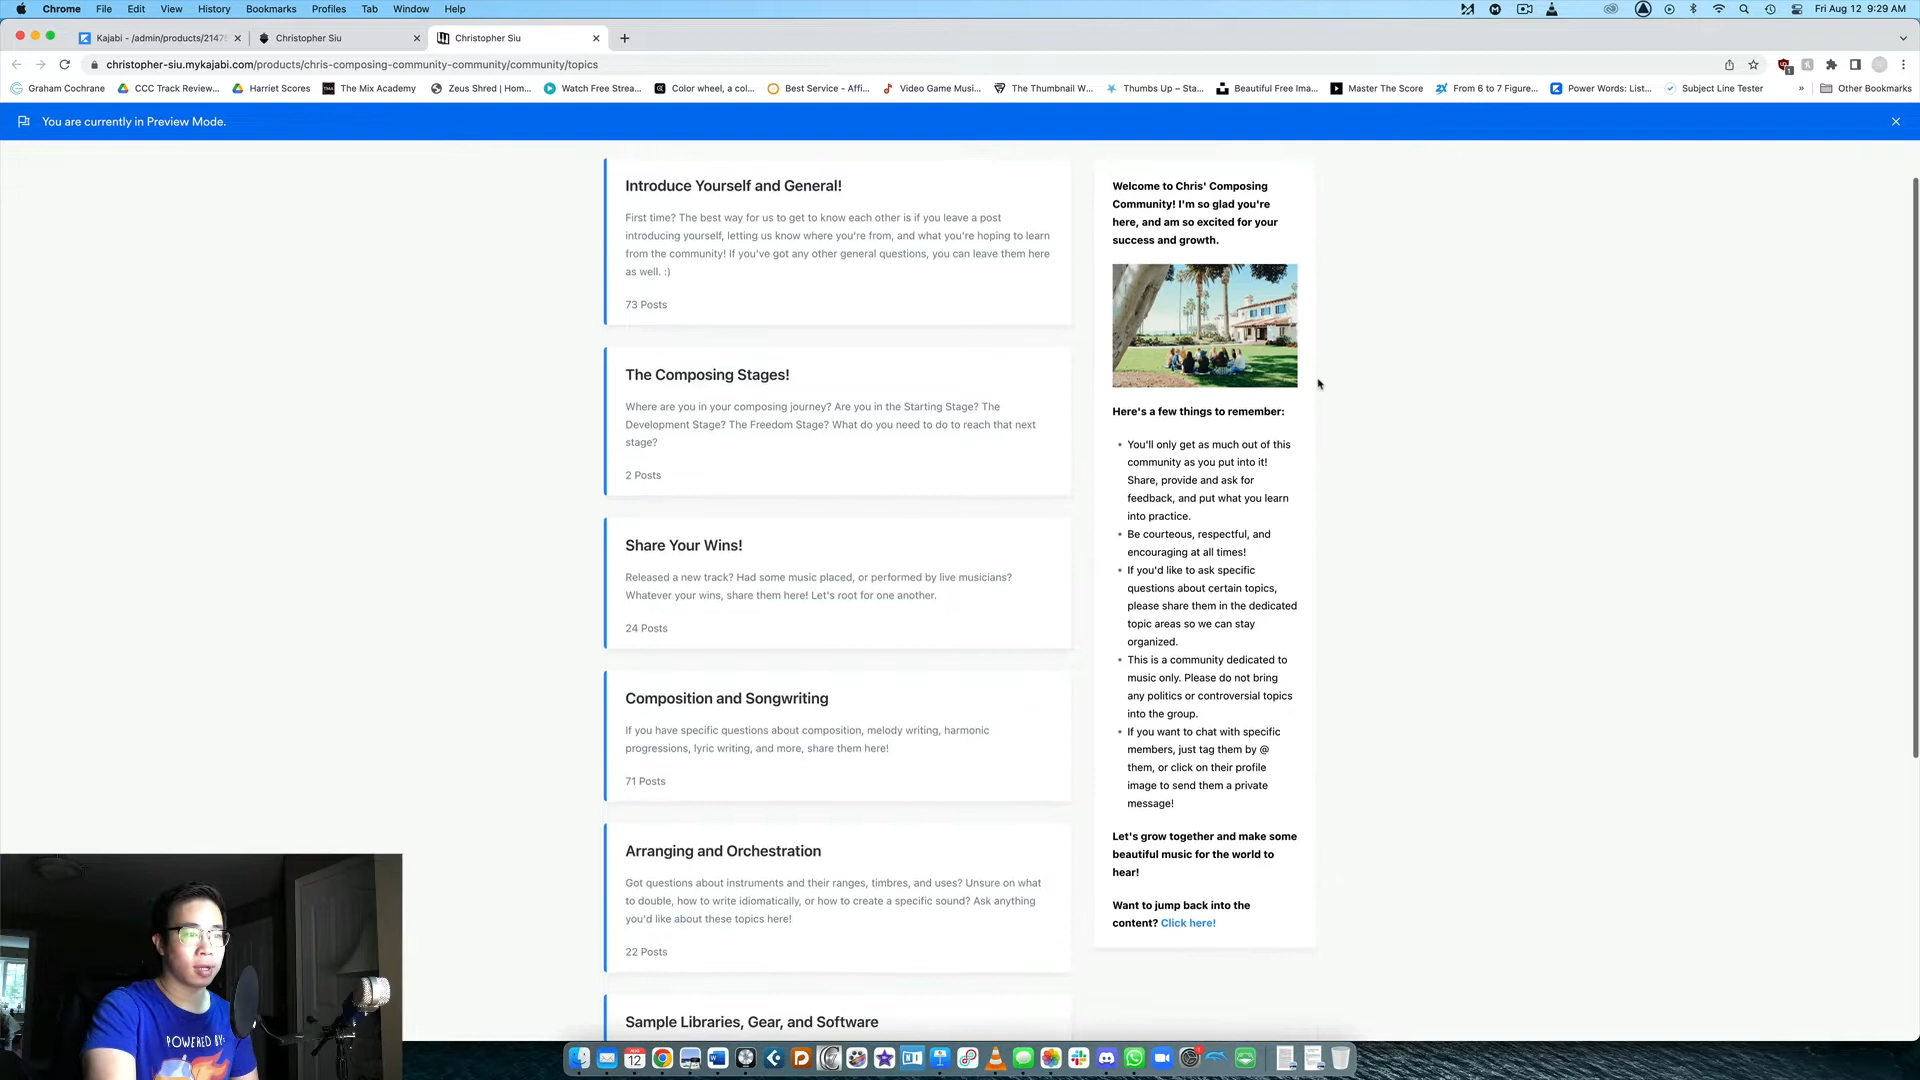 Chrome File Edit View History Bookmarks Profiles Tab Window Help Fri Aug 12 9:29 AM
Kajabi - /admin/products/2147 Christopher Siu Christopher Siu
christopher-siu.mykajabi.com/products/chris-composing-community-community/community/topics
Graham Cochrane CCC Track Review... Harriet Scores The Mix Academy Zeus Shred | Hom... Watch Free Strea... Color wheel, a col... Best Service - Affi... Video Game Musi... The Thumbnail W... Thumbs Up – Sta... Beautiful Free Ima... Master The Score From 6 to 7 Figure... Power Words: List... Subject Line Tester » Other Bookmarks
You are currently in Preview Mode.
Introduce Yourself and General!
First time? The best way for us to get to know each other is if you leave a post
introducing yourself, letting us know where you're from, and what you're hoping to learn
from the community! If you've got any other general questions, you can leave them here
as well. :)
73 Posts
The Composing Stages!
Where are you in your composing journey? Are you in the Starting Stage? The
Development Stage? The Freedom Stage? What do you need to do to reach that next
stage?
2 Posts
Share Your Wins!
Released a new track? Had some music placed, or performed by live musicians?
Whatever your wins, share them here! Let's root for one another.
24 Posts
Composition and Songwriting
If you have specific questions about composition, melody writing, harmonic
progressions, lyric writing, and more, share them here!
71 Posts
Arranging and Orchestration
Got questions about instruments and their ranges, timbres, and uses? Unsure on what
to double, how to write idiomatically, or how to create a specific sound? Ask anything
you'd like about these topics here!
22 Posts
Sample Libraries, Gear, and Software
Welcome to Chris' Composing
Community! I'm so glad you're
here, and am so excited for your
success and growth.
Here's a few things to remember:
• You'll only get as much out of this
community as you put into it!
Share, provide and ask for
feedback, and put what you learn
into practice.
• Be courteous, respectful, and
encouraging at all times!
• If you'd like to ask specific
questions about certain topics,
please share them in the dedicated
topic areas so we can stay
organized.
• This is a community dedicated to
music only. Please do not bring
any politics or controversial topics
into the group.
• If you want to chat with specific
members, just tag them by @
them, or click on their profile
image to send them a private
message!
Let's grow together and make some
beautiful music for the world to
hear!
Want to jump back into the
content? Click here!
POWERED BY: